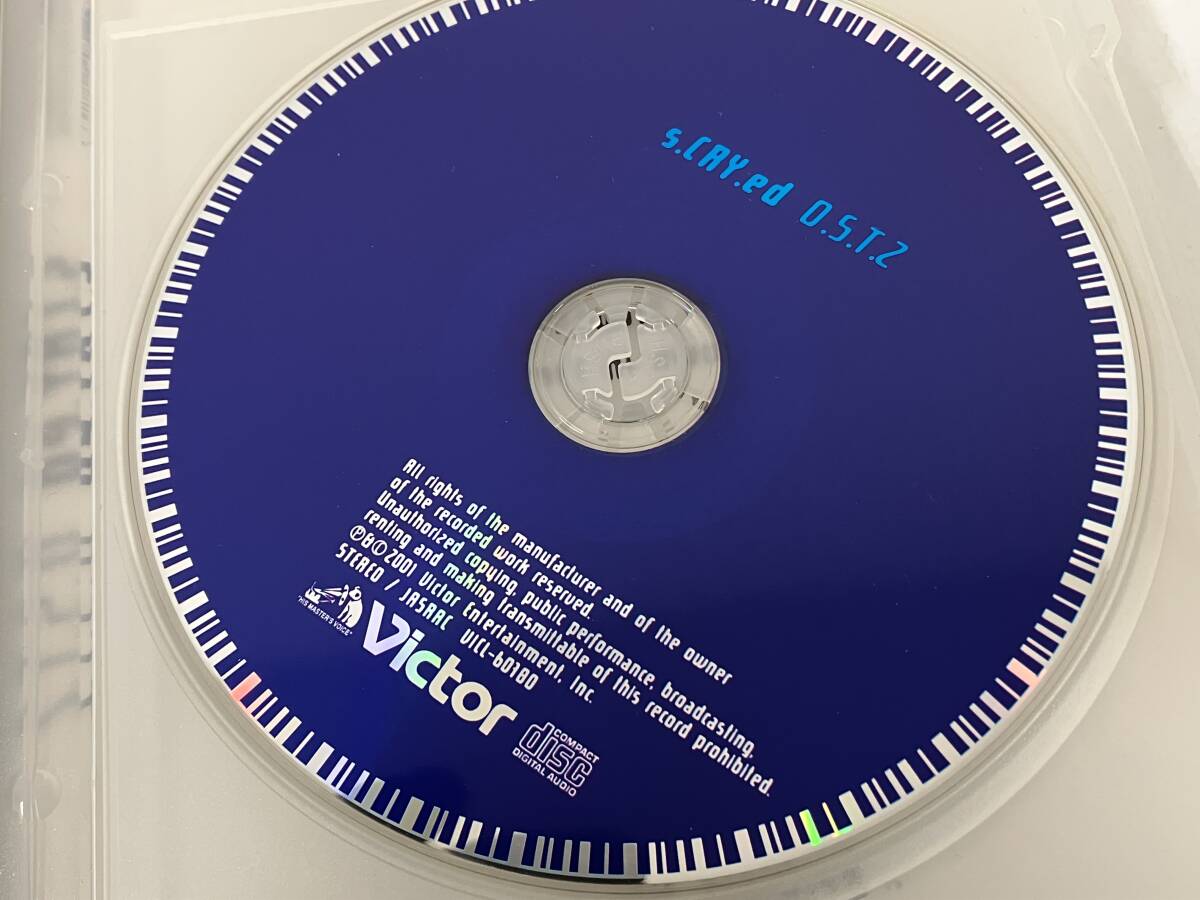 s.CRY.ed O.S.T.2
All rights of the manufacturer and of the owner
of the recorded work reserved.
Unauthorized copying, public performance, broadcasting,
renting and making transmittable of this record prohibited.
Ⓟ&Ⓒ 2001 Victor Entertainment, Inc.
STEREO / JASRAC VICL-60780
"HIS MASTER'S VOICE"
Victor
COMPACT
disc
DIGITAL AUDIO